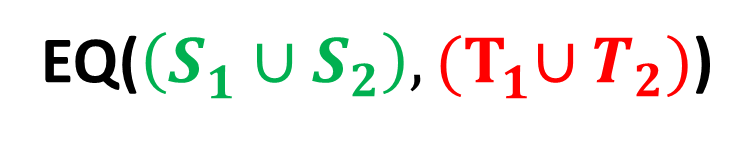 EQ((S₁ ∪ S₂), (T₁∪ T₂))